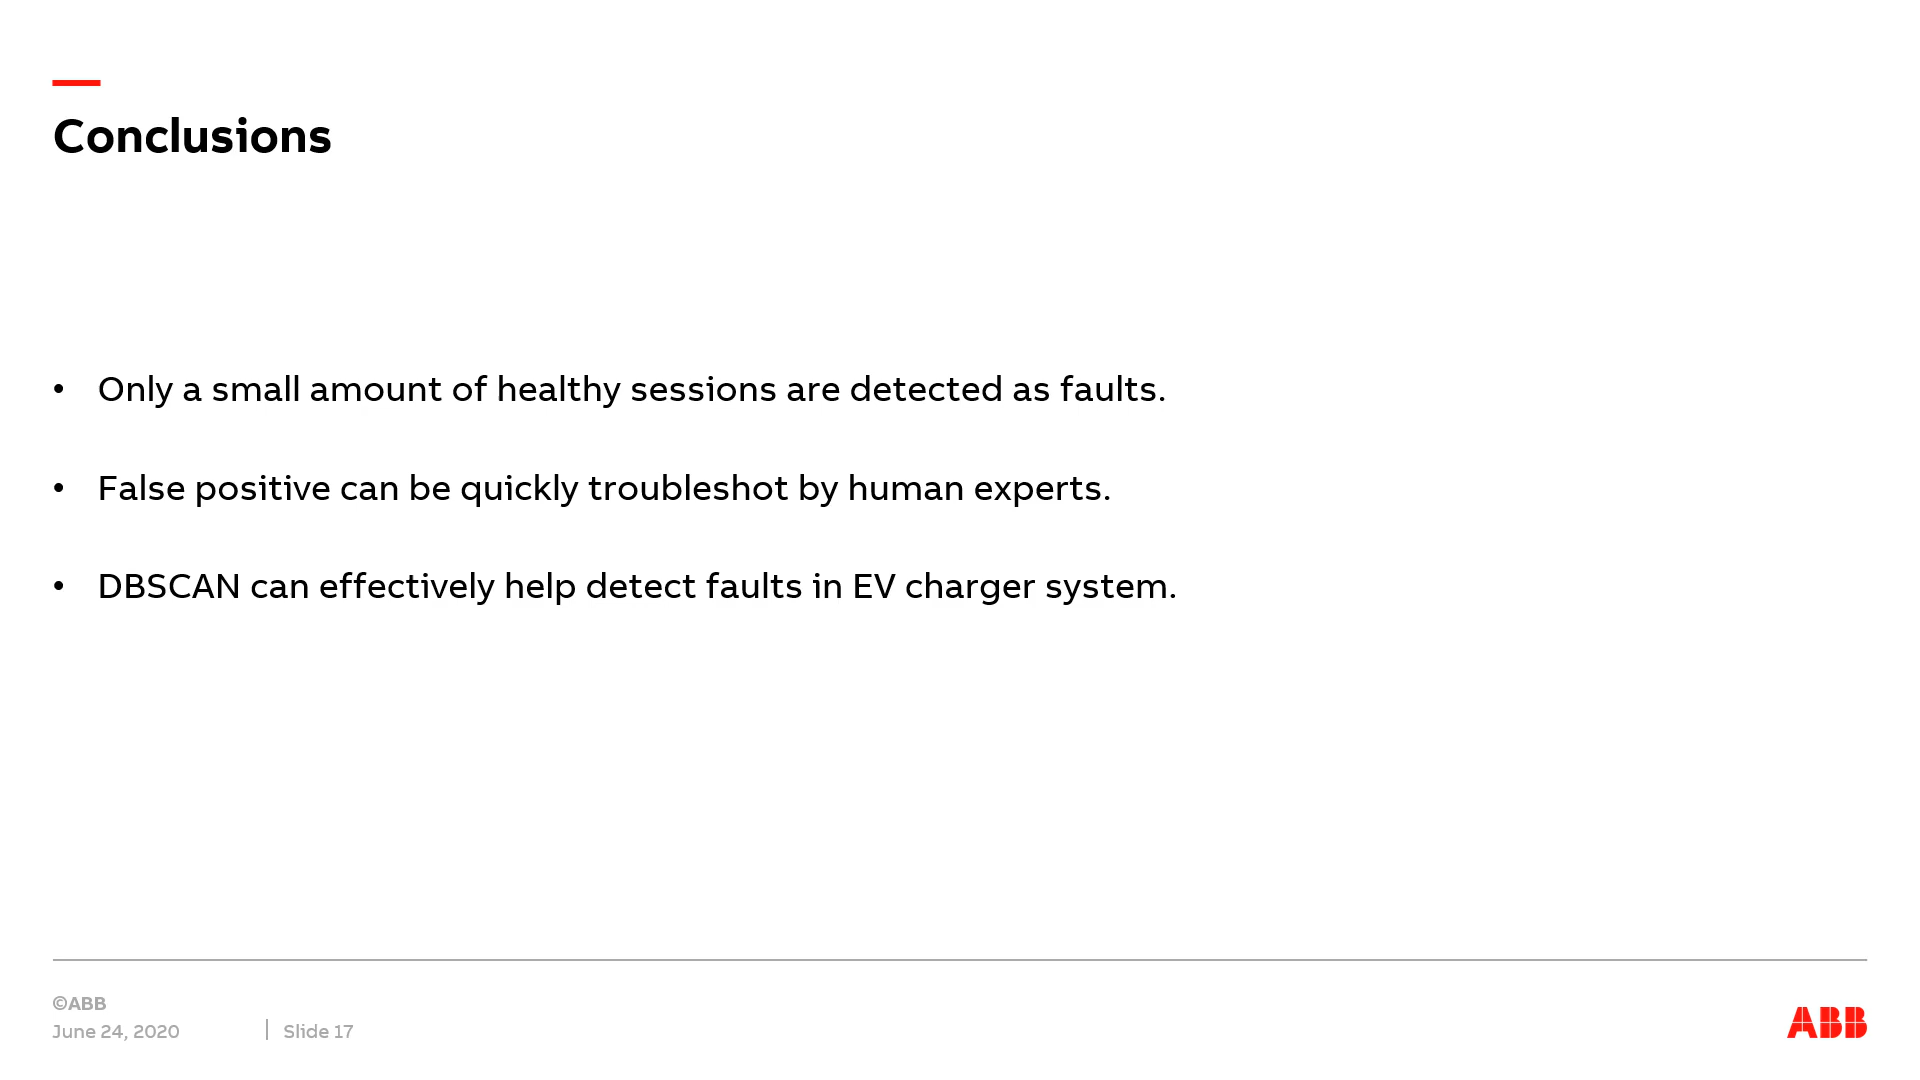 Conclusions
• Only a small amount of healthy sessions are detected as faults.
• False positive can be quickly troubleshot by human experts.
• DBSCAN can effectively help detect faults in EV charger system.
©ABB
June 24, 2020 | Slide 17
ABB